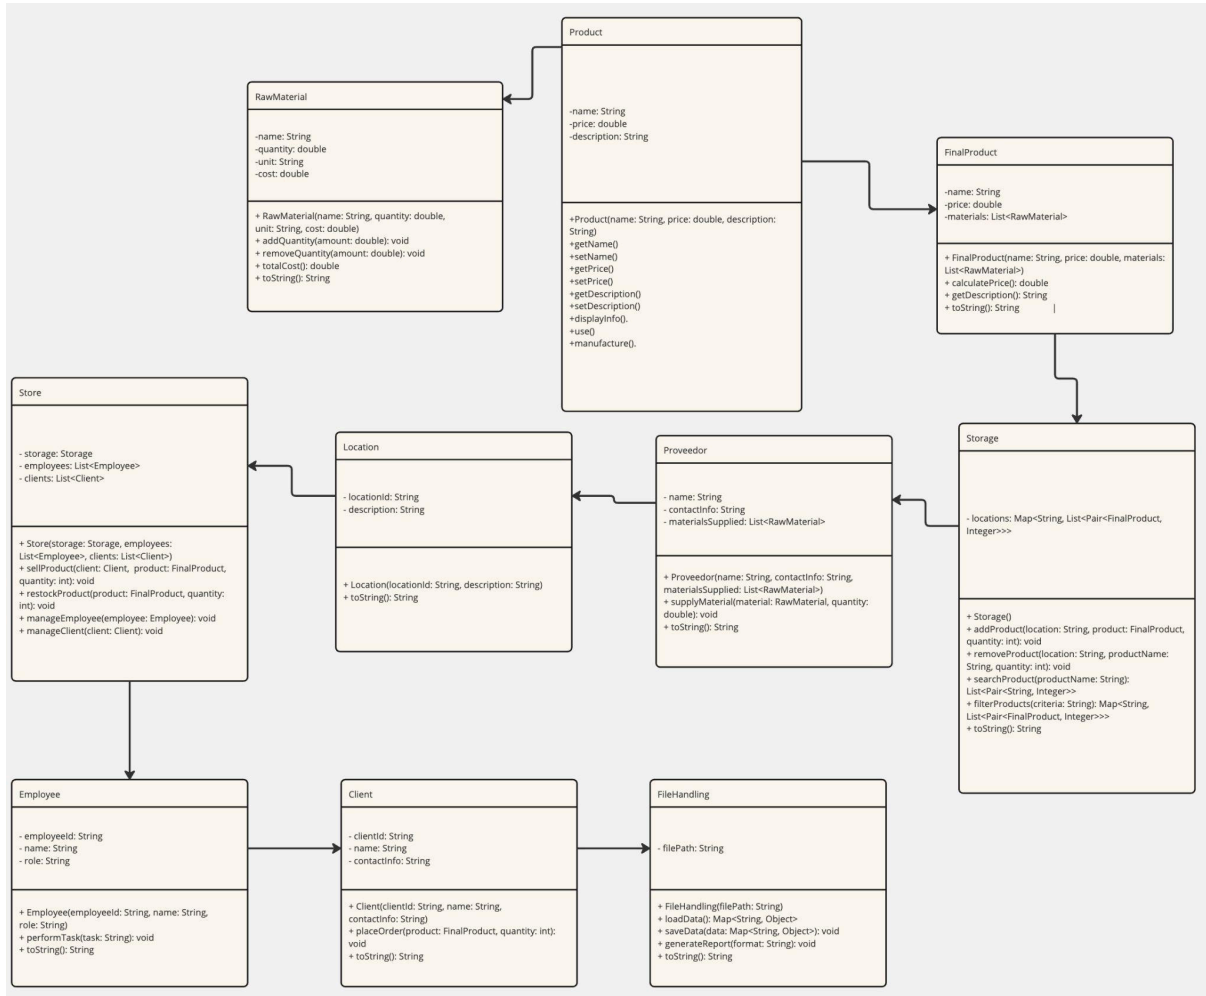 Product
-name: String
-price: double
-description: String
+Product(name: String, price: double, description:
String)
+getName()
+setName()
+getPrice()
+setPrice()
+getDescription()
+setDescription()
+displayInfo().
+use()
+manufacture().
RawMaterial
-name: String
-quantity: double
-unit: String
-cost: double
+ RawMaterial(name: String, quantity: double,
unit: String, cost: double)
+ addQuantity(amount: double): void
+ removeQuantity(amount: double): void
+ totalCost(): double
+ toString(): String
FinalProduct
-name: String
-price: double
-materials: List<RawMaterial>
+ FinalProduct(name: String, price: double, materials:
List<RawMaterial>)
+ calculatePrice(): double
+ getDescription(): String
+ toString(): String |
Store
- storage: Storage
- employees: List<Employee>
- clients: List<Client>
+ Store(storage: Storage, employees:
List<Employee>, clients: List<Client>)
+ sellProduct(client: Client, product: FinalProduct,
quantity: int): void
+ restockProduct(product: FinalProduct, quantity:
int): void
+ manageEmployee(employee: Employee): void
+ manageClient(client: Client): void
Location
- locationId: String
- description: String
+ Location(locationId: String, description: String)
+ toString(): String
Proveedor
- name: String
- contactInfo: String
- materialsSupplied: List<RawMaterial>
+ Proveedor(name: String, contactInfo: String,
materialsSupplied: List<RawMaterial>)
+ supplyMaterial(material: RawMaterial, quantity:
double): void
+ toString(): String
Storage
- locations: Map<String, List<Pair<FinalProduct,
Integer>>>
+ Storage()
+ addProduct(location: String, product: FinalProduct,
quantity: int): void
+ removeProduct(location: String, productName:
String, quantity: int): void
+ searchProduct(productName: String):
List<Pair<String, Integer>>
+ filterProducts(criteria: String): Map<String,
List<Pair<FinalProduct, Integer>>>
+ toString(): String
Employee
- employeeId: String
- name: String
- role: String
+ Employee(employeeId: String, name: String,
role: String)
+ performTask(task: String): void
+ toString(): String
Client
- clientId: String
- name: String
- contactInfo: String
+ Client(clientId: String, name: String,
contactInfo: String)
+ placeOrder(product: FinalProduct, quantity: int):
void
+ toString(): String
FileHandling
- filePath: String
+ FileHandling(filePath: String)
+ loadData(): Map<String, Object>
+ saveData(data: Map<String, Object>): void
+ generateReport(format: String): void
+ toString(): String